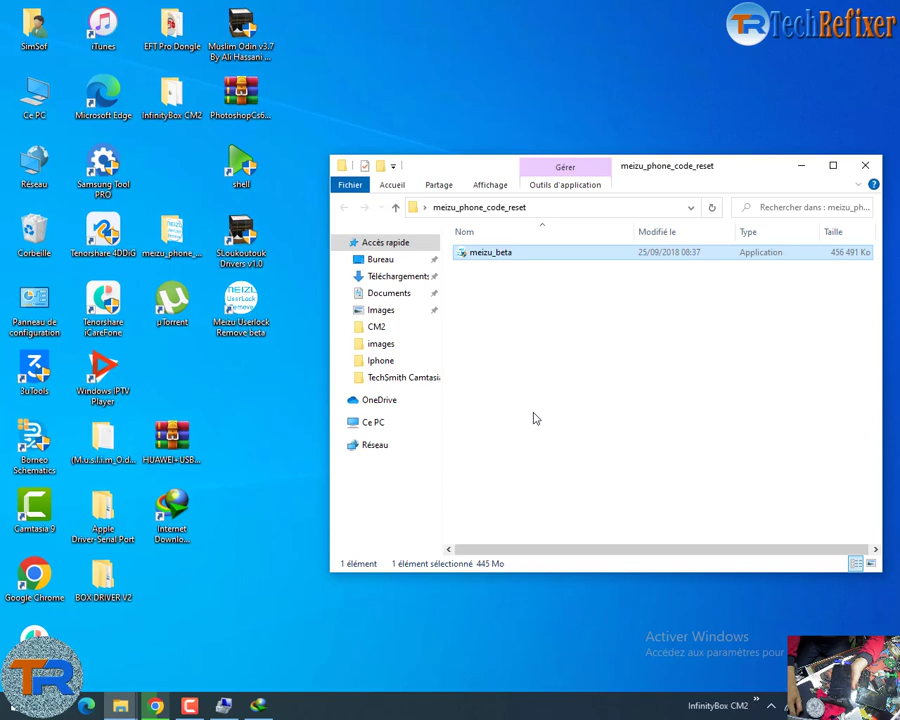 TechRefixer
SimSof
iTunes
EFT Pro Dongle
Muslim Odin v3.7
By Ali Hassani ...
Ce PC
Microsoft Edge
InfinityBox CM2
PhotoshopCs6...
Réseau
Samsung Tool
PRO
shell
Corbeille
Tenorshare 4DDiG
meizu_phone_...
SLoukoutouk
Drivers v1.0
Panneau de
configuration
Tenorshare
iCareFone
µTorrent
MEIZU
UserLock
Remove
Meizu Userlock
Remove beta
3uTools
Windows IPTV
Player
Borneo
Schematics
(M.u.s.l.i.m_O.d...
HUAWEI+USB...
Camtasia 9
Apple
Driver-Serial Port
Internet
Downlo...
Google Chrome
BOX DRIVER V2
Gérer
meizu_phone_code_reset
Fichier
Accueil
Partage
Affichage
Outils d'application
meizu_phone_code_reset
Rechercher dans : meizu_ph...
Nom
Modifié le
Type
Taille
Accès rapide
Bureau
Téléchargements
Documents
Images
CM2
images
Iphone
TechSmith Camtasi
OneDrive
Ce PC
Réseau
meizu_beta
25/09/2018 08:37
Application
456 491 Ko
1 élément
1 élément sélectionné 445 Mo
Activer Windows
Accédez aux paramètres pour
TR
InfinityBox CM2